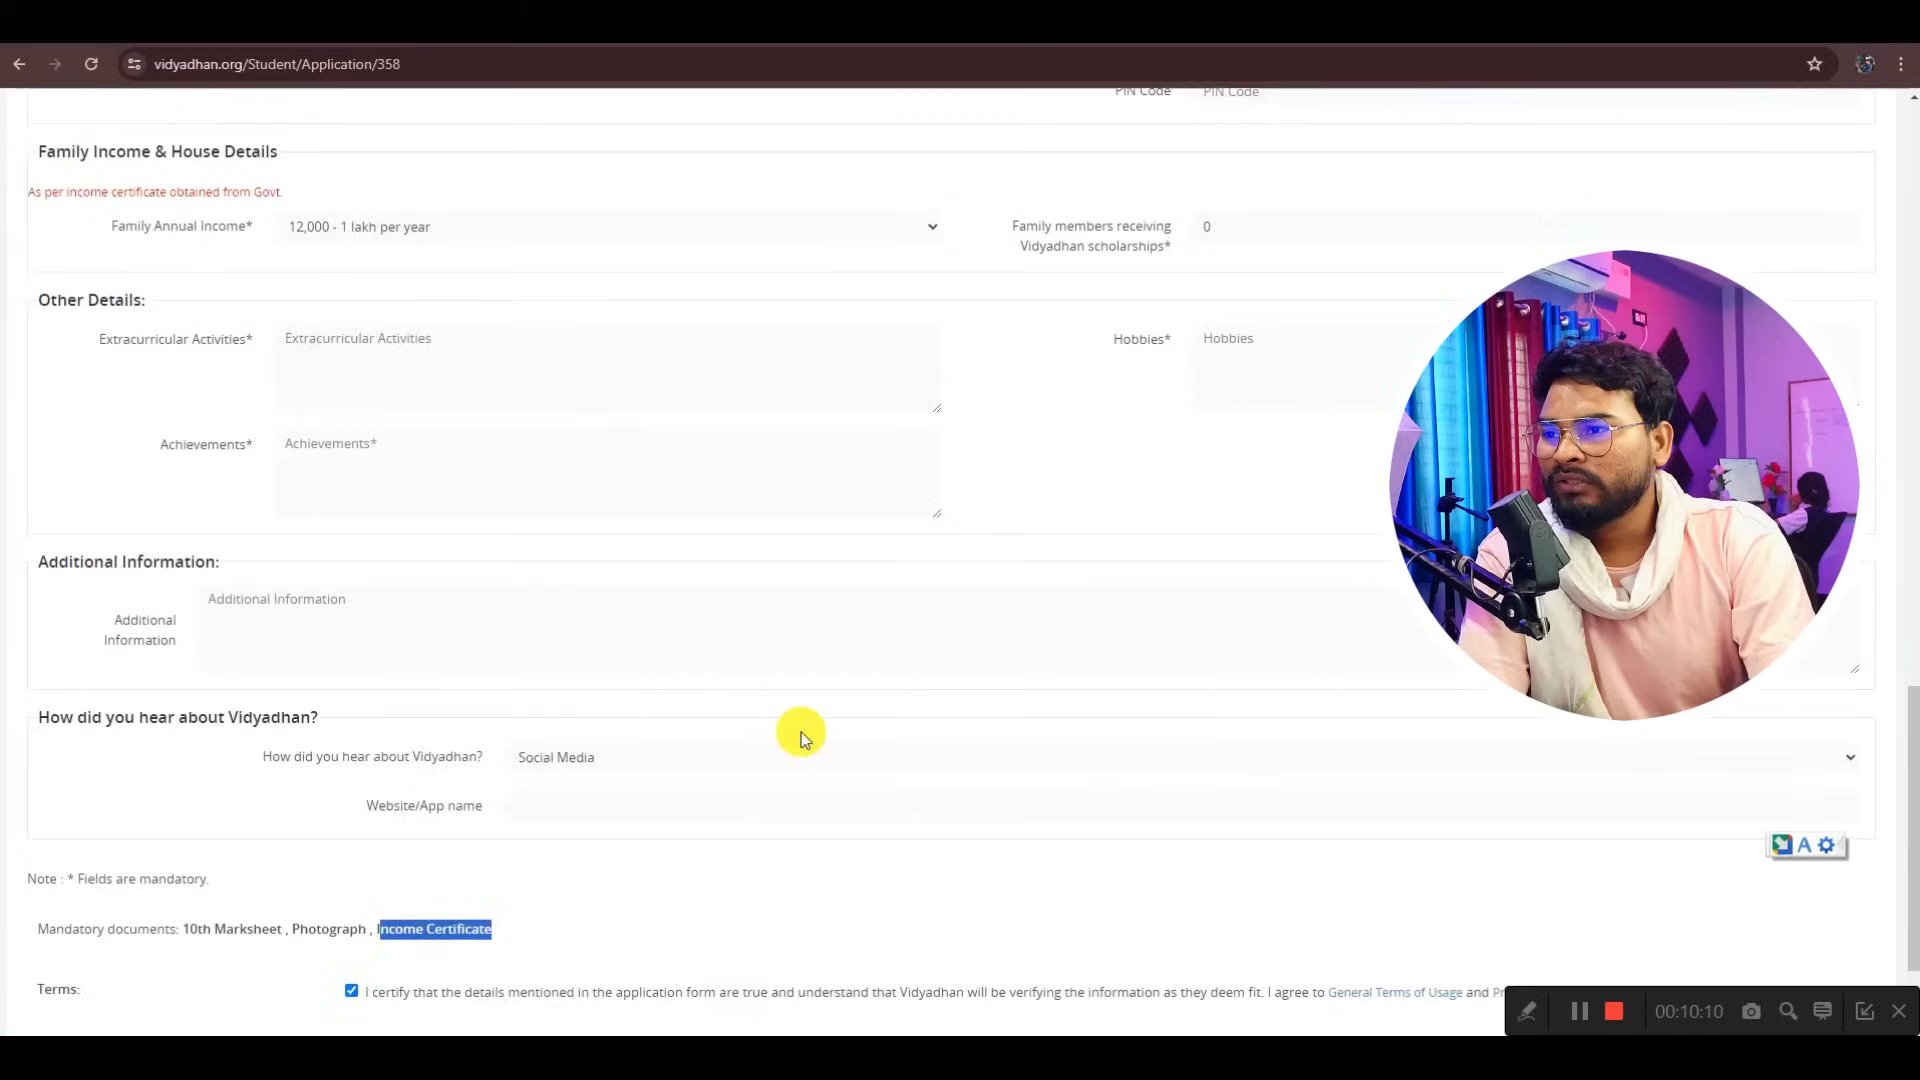 vidyadhan.org/Student/Application/358
PIN Code PIN Code
Family Income & House Details
As per income certificate obtained from Govt.
Family Annual Income* 12,000 - 1 lakh per year
Family members receiving 0
Vidyadhan scholarships*
Other Details:
Extracurricular Activities* Extracurricular Activities
Hobbies* Hobbies
Achievements* Achievements*
Additional Information:
Additional Information
Additional
Information
How did you hear about Vidyadhan?
How did you hear about Vidyadhan? Social Media
Website/App name
A
Note : * Fields are mandatory.
Mandatory documents: 10th Marksheet , Photograph , Income Certificate
Terms: I certify that the details mentioned in the application form are true and understand that Vidyadhan will be verifying the information as they deem fit. I agree to General Terms of Usage and
00:10:10